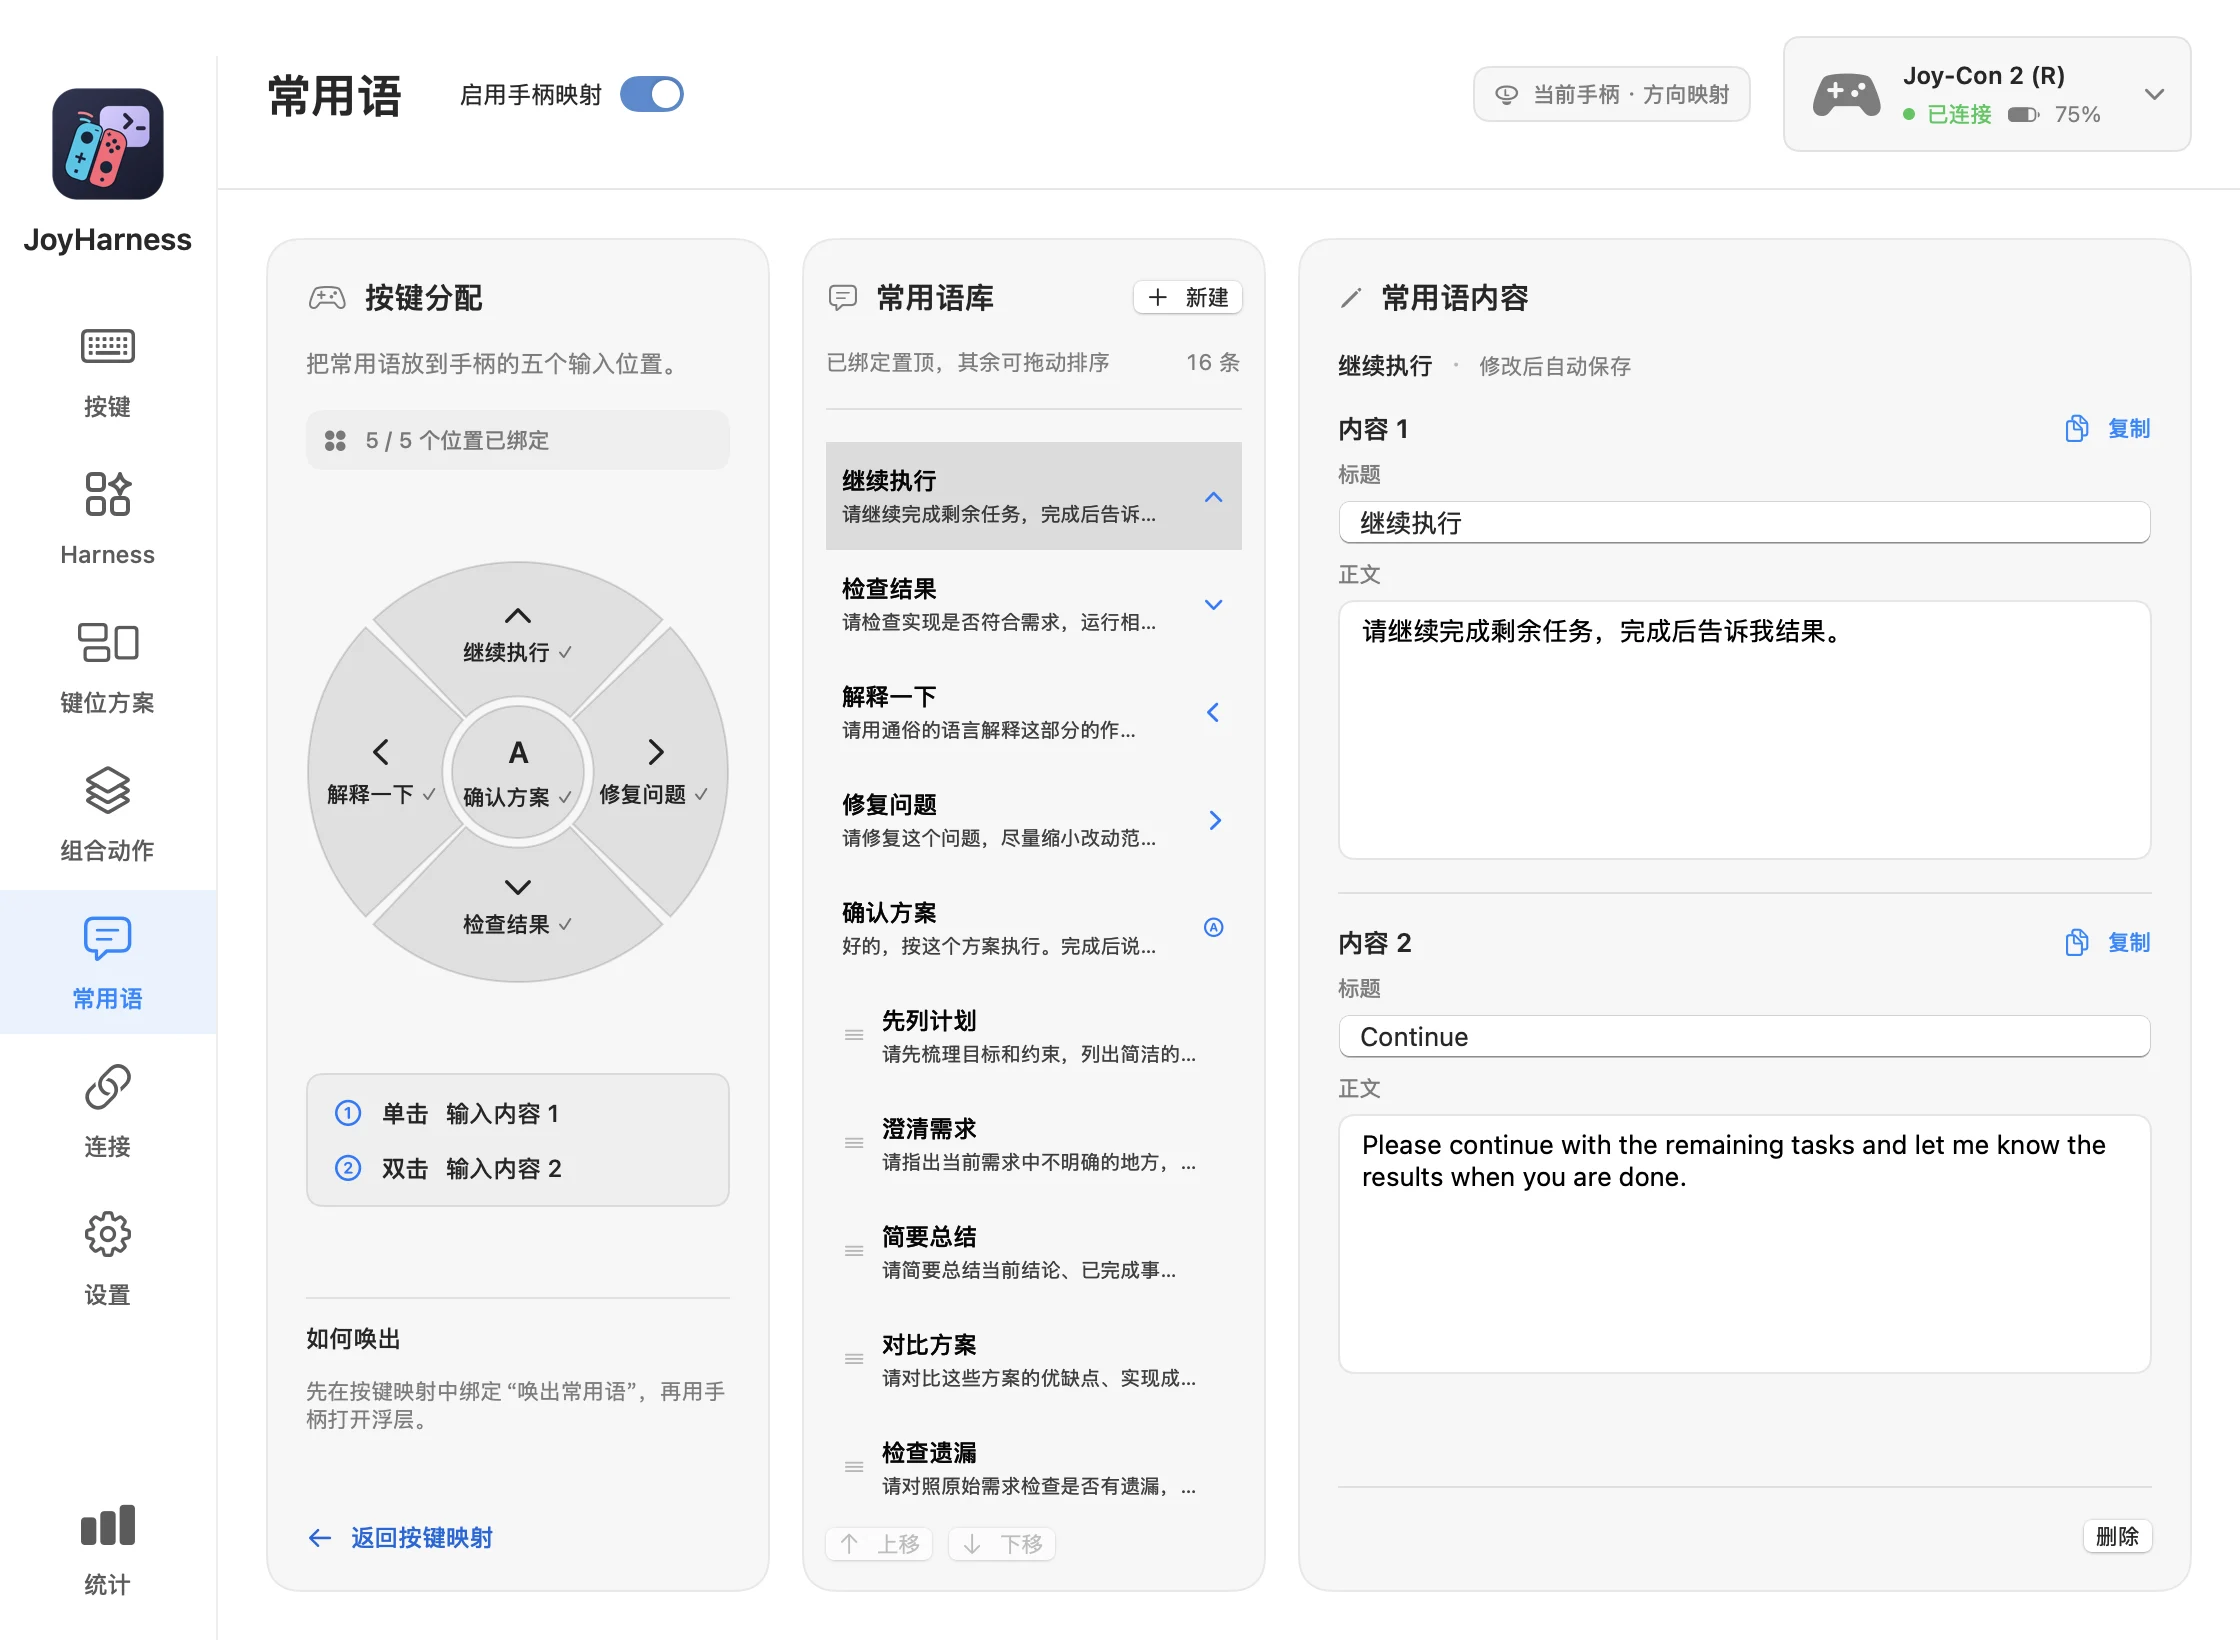 JoyHarness
按键
Harness
键位方案
组合动作
常用语
连接
设置
统计
常用语
启用手柄映射
当前手柄 · 方向映射
Joy-Con 2 (R)
已连接 75%
按键分配
把常用语放到手柄的五个输入位置。
5 / 5 个位置已绑定
继续执行 ✓
解释一下 ✓
A
确认方案 ✓
修复问题 ✓
检查结果 ✓
1 单击 输入内容 1
2 双击 输入内容 2
如何唤出
先在按键映射中绑定 “唤出常用语”，再用手
柄打开浮层。
← 返回按键映射
常用语库
+ 新建
已绑定置顶，其余可拖动排序 16 条
继续执行
请继续完成剩余任务，完成后告诉...
检查结果
请检查实现是否符合需求，运行相...
解释一下
请用通俗的语言解释这部分的作...
修复问题
请修复这个问题，尽量缩小改动范...
确认方案
好的，按这个方案执行。完成后说...
A
先列计划
请先梳理目标和约束，列出简洁的...
澄清需求
请指出当前需求中不明确的地方，...
简要总结
请简要总结当前结论、已完成事...
对比方案
请对比这些方案的优缺点、实现成...
检查遗漏
请对照原始需求检查是否有遗漏，...
↑ 上移 ↓ 下移
常用语内容
继续执行 · 修改后自动保存
内容 1 复制
标题
继续执行
正文
请继续完成剩余任务，完成后告诉我结果。
内容 2 复制
标题
Continue
正文
Please continue with the remaining tasks and let me know the
results when you are done.
删除